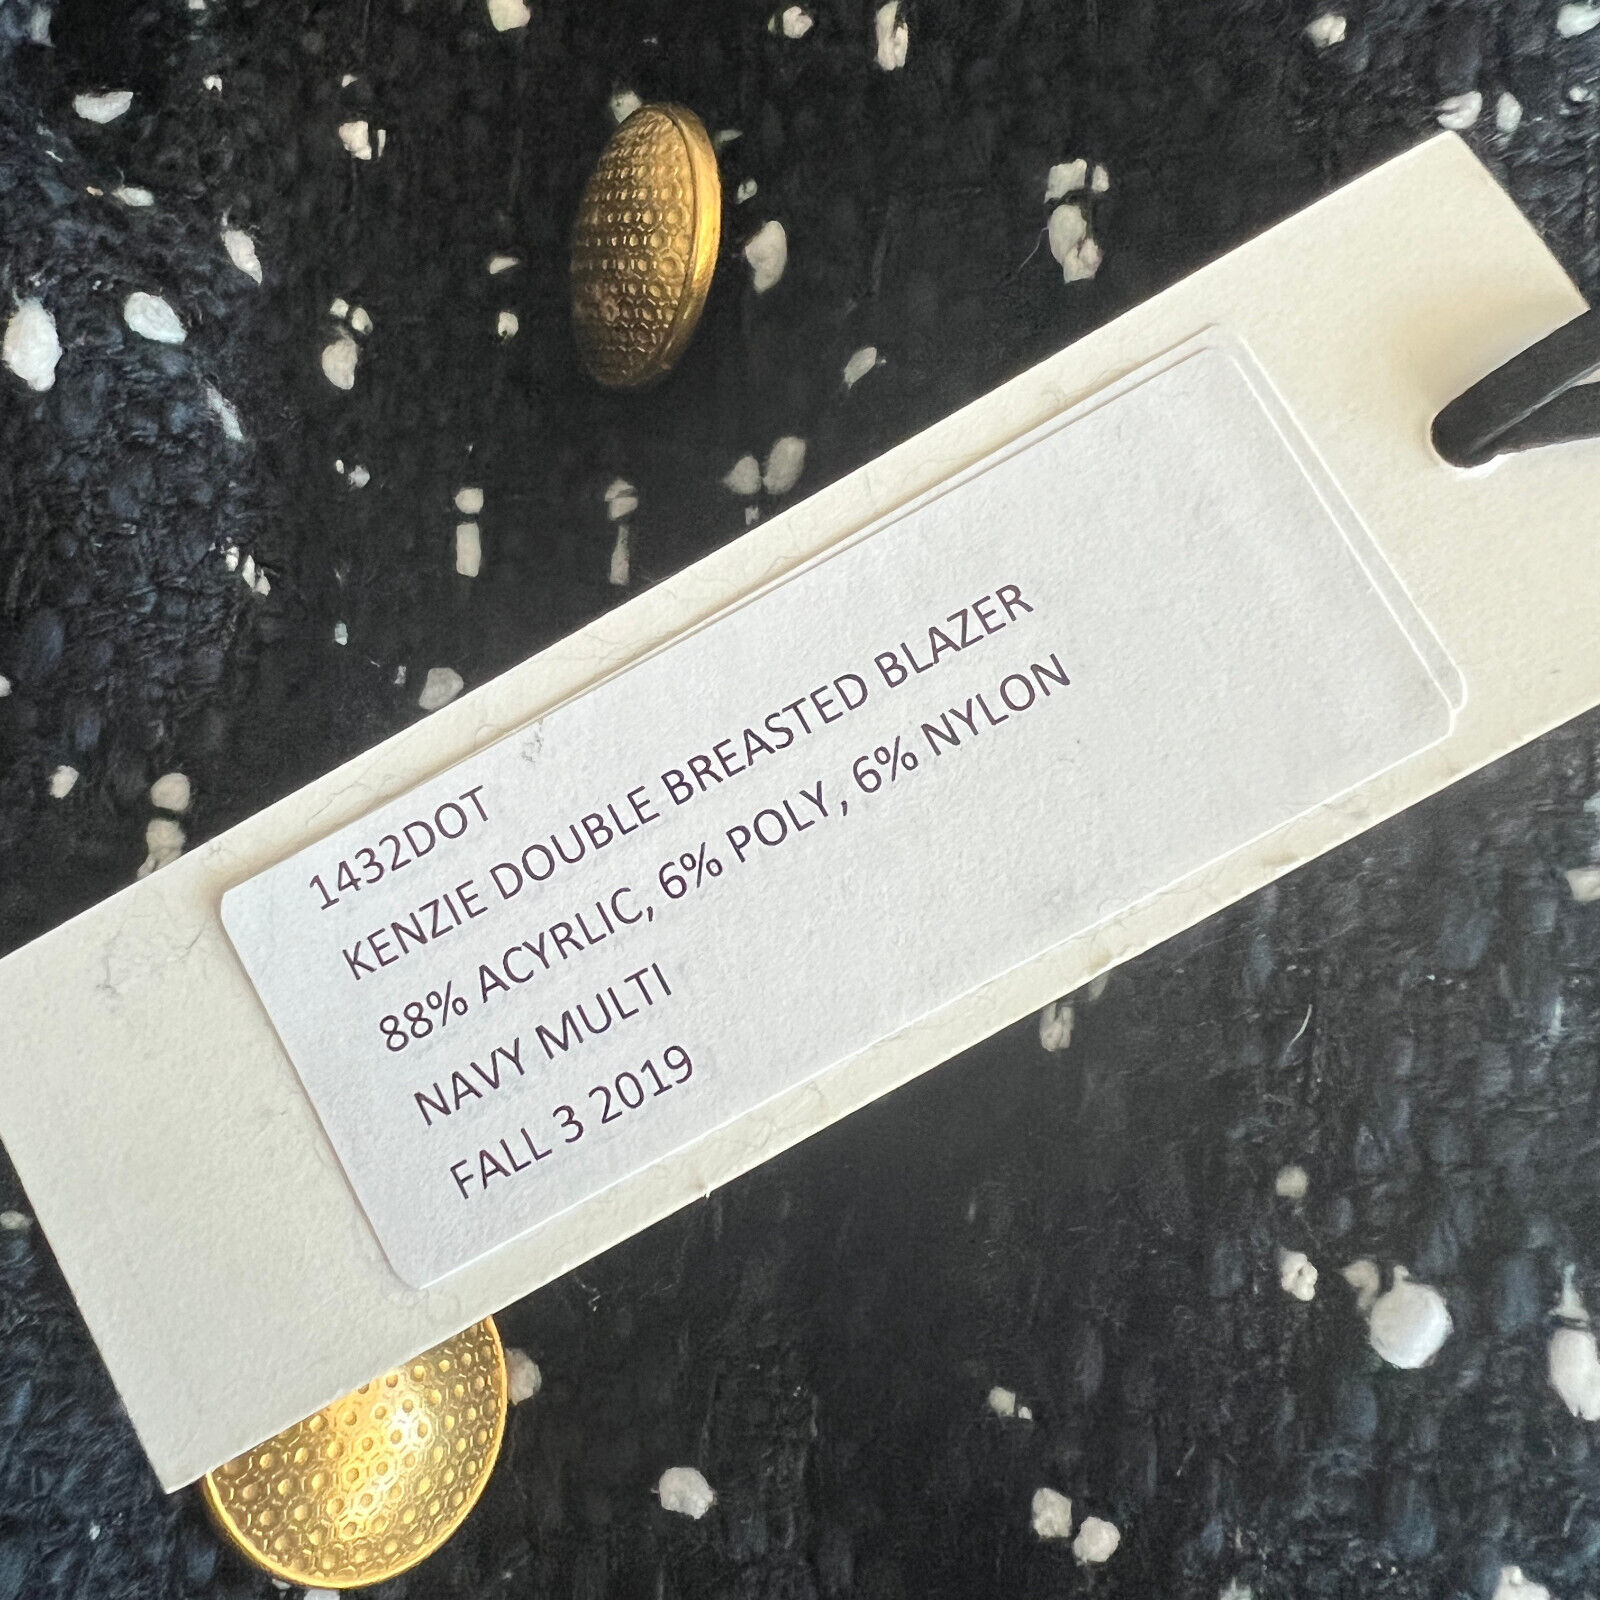 1432DOT
KENZIE DOUBLE BREASTED BLAZER
88% ACYRLIC, 6% POLY, 6% NYLON
NAVY MULTI
FALL 3 2019